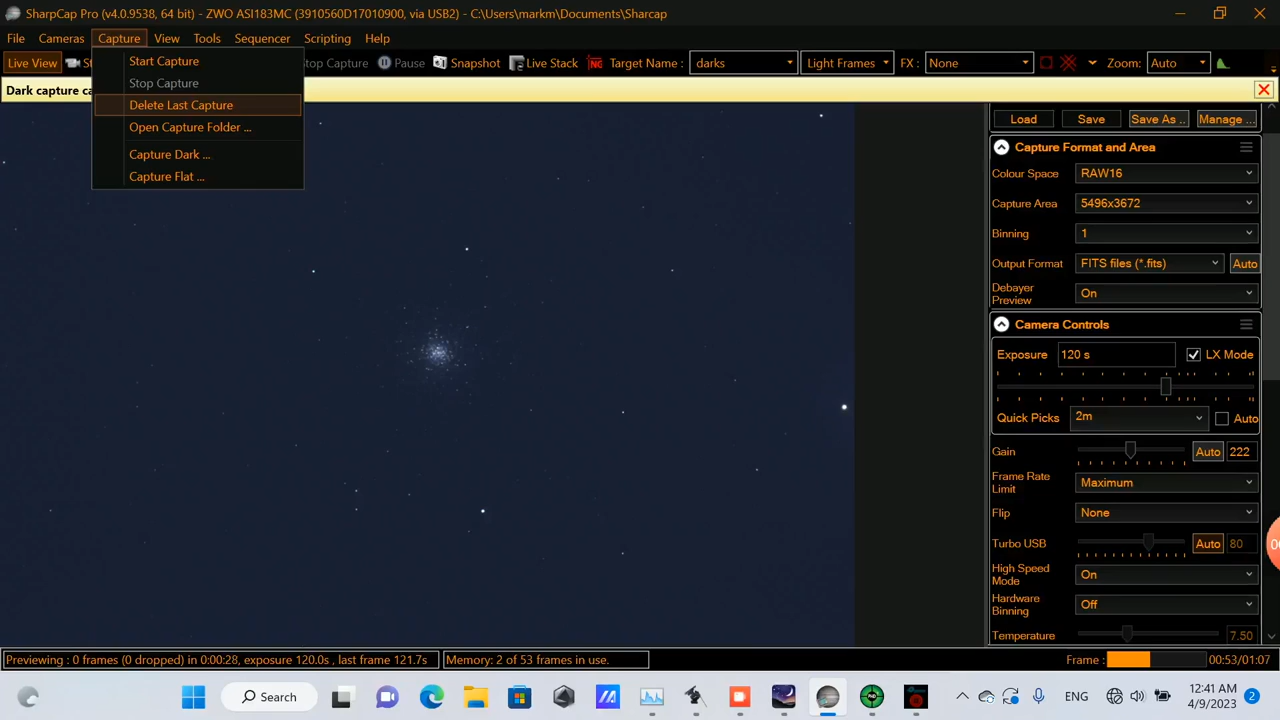 SharpCap Pro (v4.0.9538, 64 bit) - ZWO ASI183MC (3910560D17010900, via USB2) - C:\Users\markm\Documents\Sharcap
File Cameras Capture View Tools Sequencer Scripting Help
Live View St top Capture Pause Snapshot Live Stack NG Target Name : darks Light Frames FX : None Zoom: Auto
Dark capture ca
Start Capture
Stop Capture
Delete Last Capture
Open Capture Folder ...
Capture Dark ...
Capture Flat ...
Load Save Save As .. Manage ...
Capture Format and Area
Colour Space RAW16
Capture Area 5496x3672
Binning 1
Output Format FITS files (*.fits) Auto
Debayer
Preview On
Camera Controls
Exposure 120 s LX Mode
Quick Picks 2m Auto
Gain Auto 222
Frame Rate
Limit Maximum
Flip None
Turbo USB Auto 80
High Speed
Mode On
Hardware
Binning Off
Temperature 7.50
Previewing : 0 frames (0 dropped) in 0:00:28, exposure 120.0s , last frame 121.7s Memory: 2 of 53 frames in use. Frame : 00:53/01:07
Search ENG 12:41 AM
4/9/2023 2